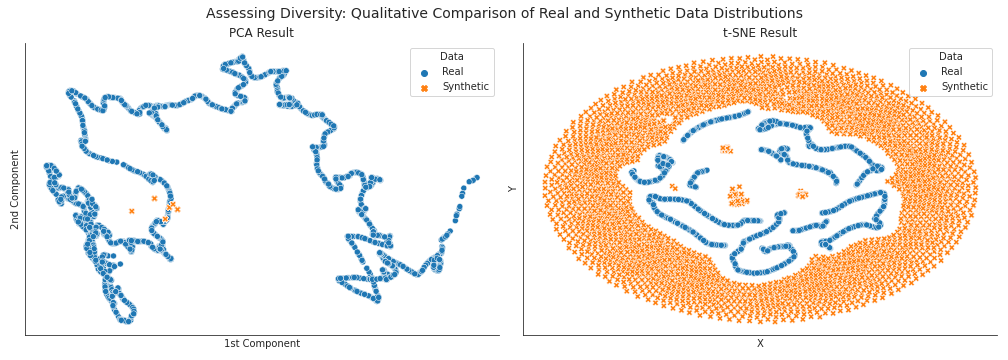 Assessing Diversity: Qualitative Comparison of Real and Synthetic Data Distributions
PCA Result
Data
Real
Synthetic
2nd Component
1st Component
t-SNE Result
Data
Real
Synthetic
Y
X